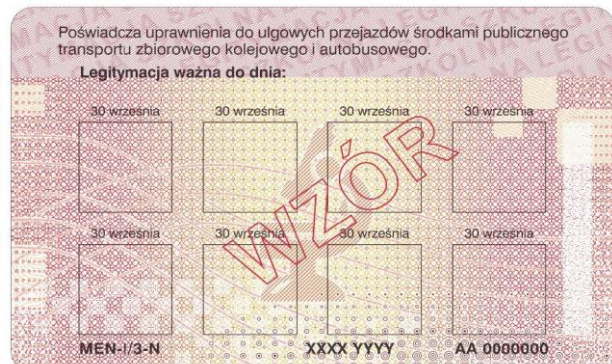 Poświadcza uprawnienia do ulgowych przejazdów środkami publicznego
transportu zbiorowego kolejowego i autobusowego.
Legitymacja ważna do dnia:
30 września 30 września 30 września 30 września
WZÓR
30 września 30 września 30 września 30 września
MEN-I/3-N XXXX YYYY AA 0000000